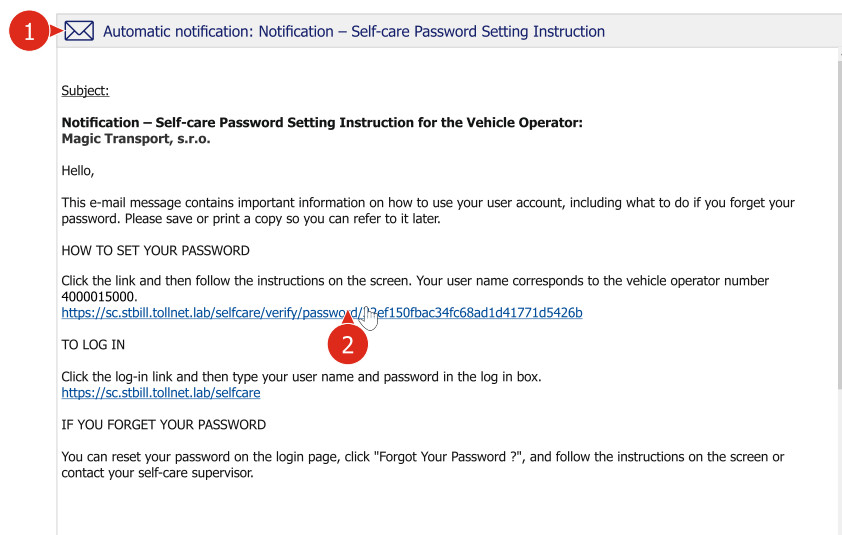 1
Automatic notification: Notification – Self-care Password Setting Instruction
Subject:
Notification – Self-care Password Setting Instruction for the Vehicle Operator:
Magic Transport, s.r.o.
Hello,
This e-mail message contains important information on how to use your user account, including what to do if you forget your
password. Please save or print a copy so you can refer to it later.
HOW TO SET YOUR PASSWORD
Click the link and then follow the instructions on the screen. Your user name corresponds to the vehicle operator number
4000015000.
https://sc.stbill.tollnet.lab/selfcare/verify/password/
2
TO LOG IN
Click the log-in link and then type your user name and password in the log in box.
https://sc.stbill.tollnet.lab/selfcare
IF YOU FORGET YOUR PASSWORD
You can reset your password on the login page, click "Forgot Your Password ?", and follow the instructions on the screen or
contact your self-care supervisor.